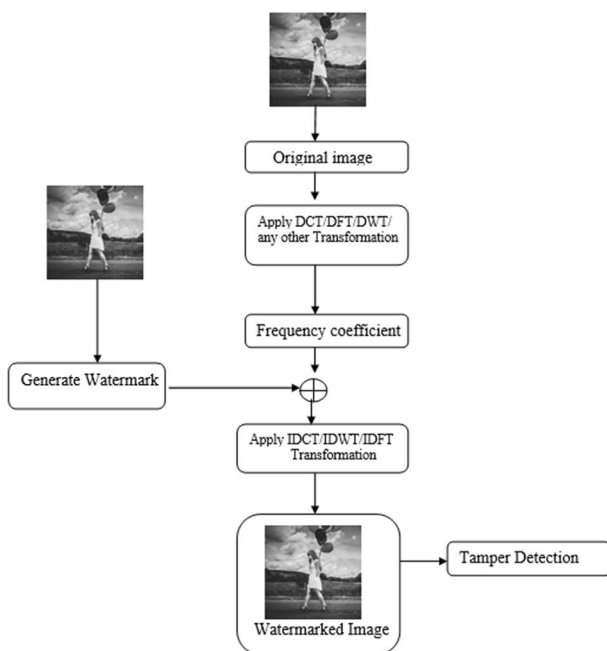 Original image
Apply DCT/DFT/DWT/
any other Transformation
Frequency coefficient
Generate Watermark
Apply IDCT/IDWT/IDFT
Transformation
Watermarked Image
Tamper Detection